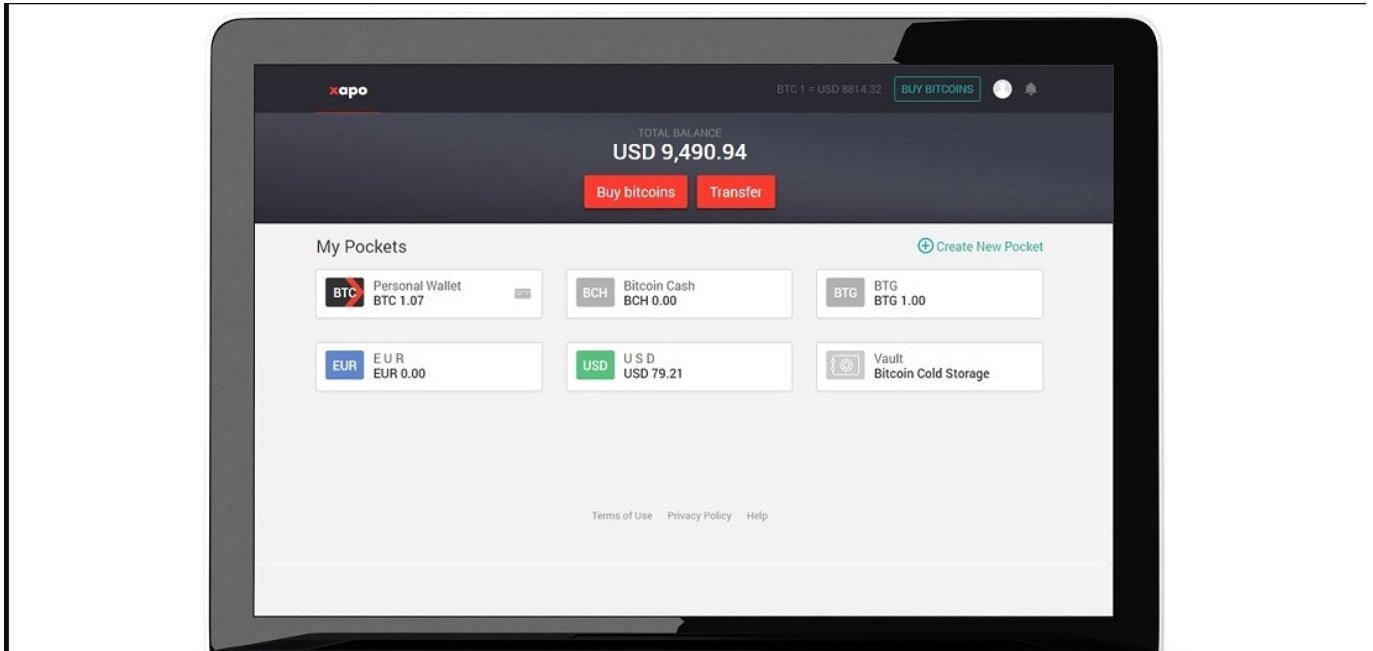 xapo
BTC 1 = USD 8814.32
BUY BITCOINS
TOTAL BALANCE
USD 9,490.94
Buy bitcoins
Transfer
My Pockets
Create New Pocket
BTC
Personal Wallet
BTC 1.07
BCH
Bitcoin Cash
BCH 0.00
BTG
BTG
BTG 1.00
EUR
E U R
EUR 0.00
USD
U S D
USD 79.21
Vault
Bitcoin Cold Storage
Terms of Use Privacy Policy Help